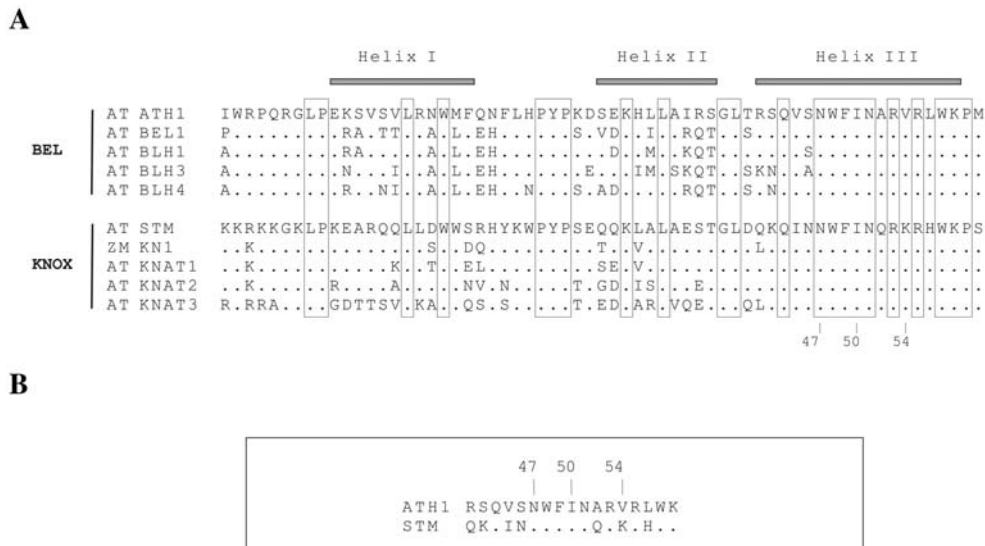 A
Helix I Helix II Helix III
BEL
AT ATH1 IWRPQRGLPEKSVSVLRNWMFQNFLHPYPKDSEKHLLAIRSGLTRSQVSNWFINARVRLWKPM
AT BEL1 P.........RA.TT..A.L.EH......S.VD..I..RQT..S...................
AT BLH1 A.........RA.....A.L.EH.........D..M..KQT.......S..............
AT BLH3 A.........N...I..A.L.EH.......E...IM.SKQT..SKN..A..............
AT BLH4 A.........R..NI..A.L.EH..N...S.AD.....RQT..S.N.................
KNOX
AT STM KKRKKGKLPKEARQQLLDWWSRHYKWPYPSEQQKLALAESTGLDQKQINNWFINQRKRHWKPS
ZM KN1 ..K..............S..DQ.........T..V.........L..................
AT KNAT1 ..K...........K..T..EL.........SE.V............................
AT KNAT2 ..K......R....A.....NV.N.....T.GD.IS...E.......................
AT KNAT3 R.RRA....GDTTSV.KA..QS.S.....T.ED.AR.VQE...QL..................
47 50 54
B
47 50 54
ATH1 RSQVSNWFINARVRLWK
STM QK.IN.....Q.K.H..